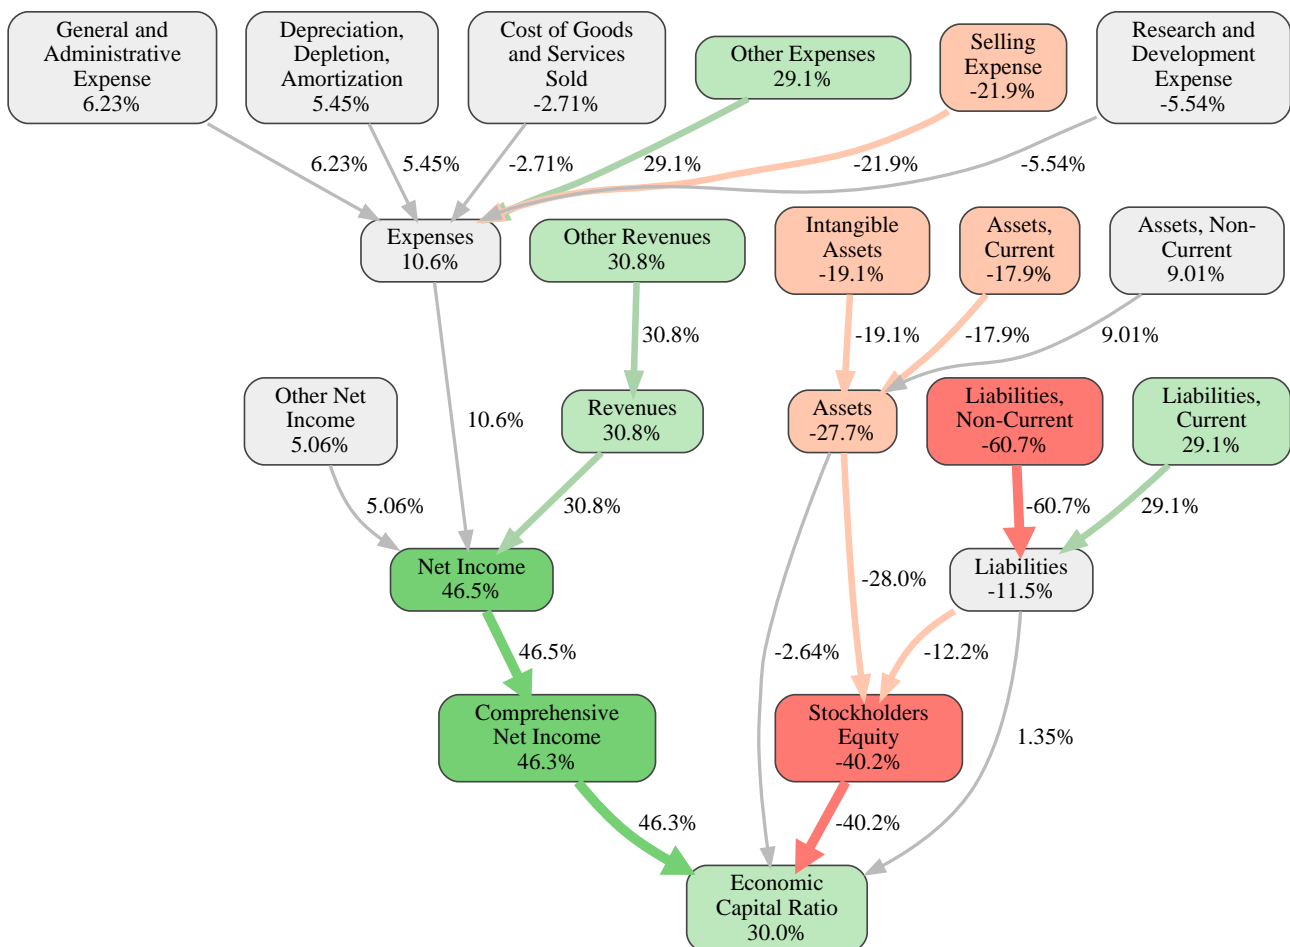 General and
Administrative
Expense
6.23%
Depreciation,
Depletion,
Amortization
5.45%
Cost of Goods
and Services
Sold
-2.71%
Other Expenses
29.1%
Selling
Expense
-21.9%
Research and
Development
Expense
-5.54%
6.23%
5.45%
-2.71%
29.1%
-21.9%
-5.54%
Expenses
10.6%
Other Revenues
30.8%
Intangible
Assets
-19.1%
Assets,
Current
-17.9%
Assets, Non-
Current
9.01%
30.8%
-19.1%
-17.9%
9.01%
Other Net
Income
5.06%
10.6%
Revenues
30.8%
Assets
-27.7%
Liabilities,
Non-Current
-60.7%
Liabilities,
Current
29.1%
5.06%
30.8%
-60.7%
29.1%
Net Income
46.5%
-28.0%
Liabilities
-11.5%
46.5%
-2.64%
-12.2%
Comprehensive
Net Income
46.3%
Stockholders
Equity
-40.2%
1.35%
46.3%
-40.2%
Economic
Capital Ratio
30.0%